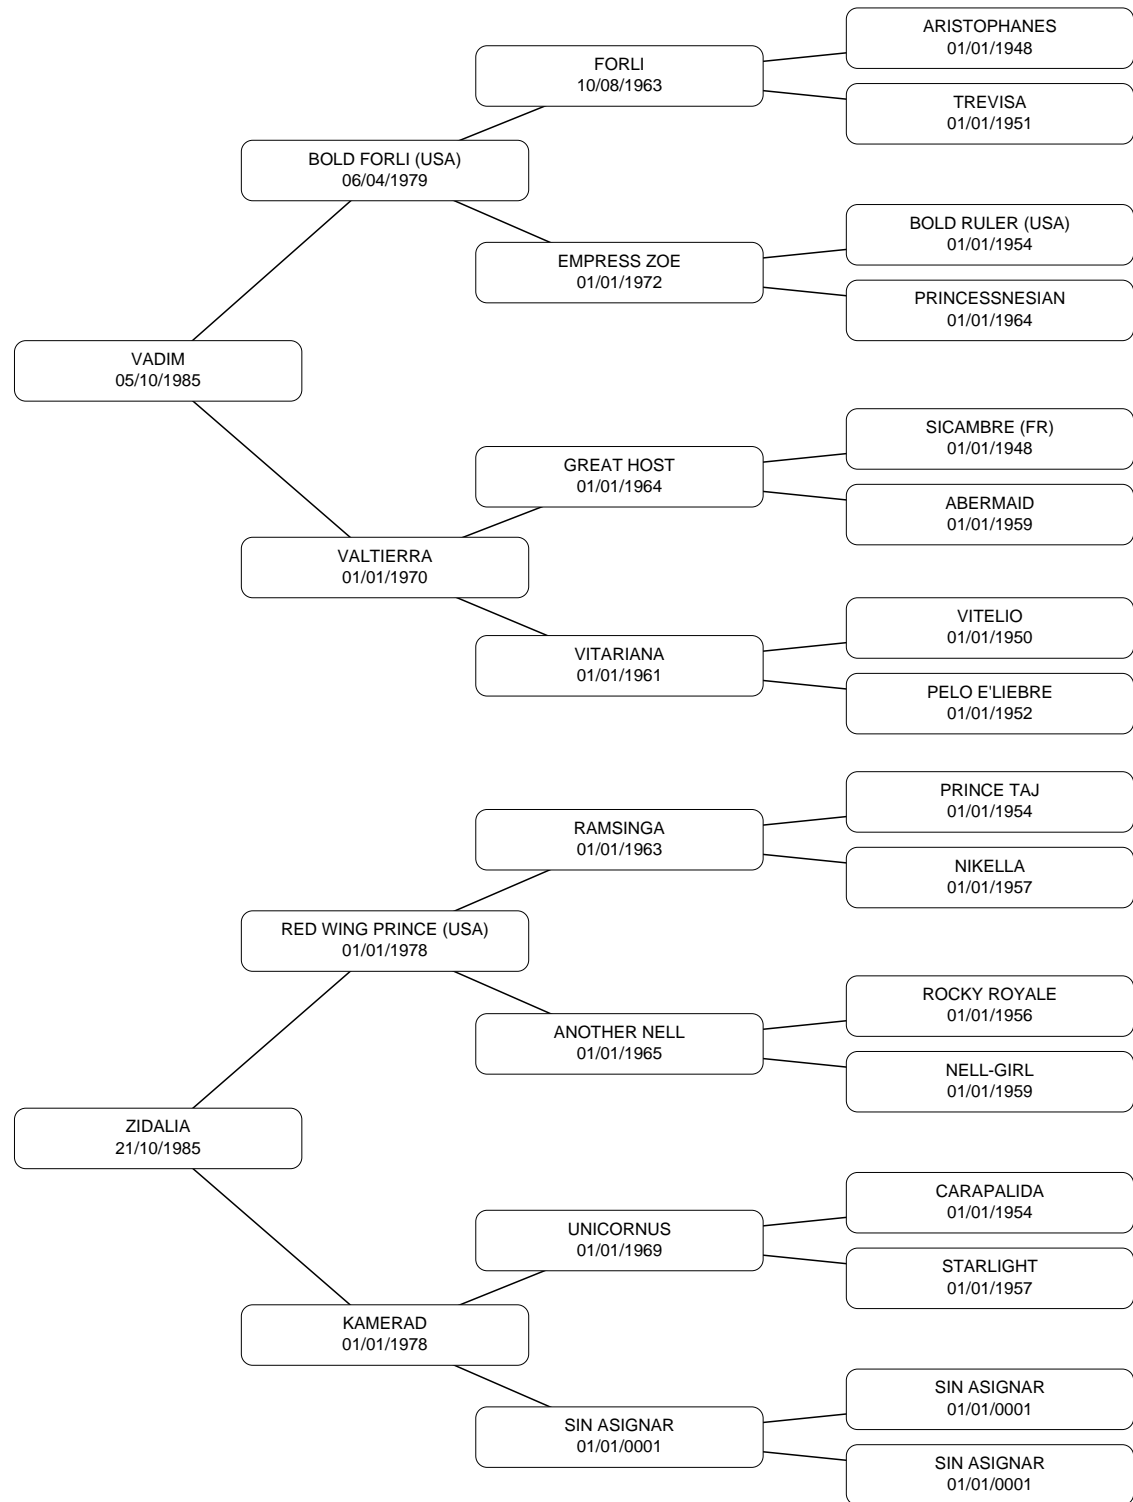 ARISTOPHANES
01/01/1948
FORLI
10/08/1963
TREVISA
01/01/1951
BOLD FORLI (USA)
06/04/1979
BOLD RULER (USA)
01/01/1954
EMPRESS ZOE
01/01/1972
PRINCESSNESIAN
01/01/1964
VADIM
05/10/1985
SICAMBRE (FR)
01/01/1948
GREAT HOST
01/01/1964
ABERMAID
01/01/1959
VALTIERRA
01/01/1970
VITELIO
01/01/1950
VITARIANA
01/01/1961
PELO E'LIEBRE
01/01/1952
PRINCE TAJ
01/01/1954
RAMSINGA
01/01/1963
NIKELLA
01/01/1957
RED WING PRINCE (USA)
01/01/1978
ROCKY ROYALE
01/01/1956
ANOTHER NELL
01/01/1965
NELL-GIRL
01/01/1959
ZIDALIA
21/10/1985
CARAPALIDA
01/01/1954
UNICORNUS
01/01/1969
STARLIGHT
01/01/1957
KAMERAD
01/01/1978
SIN ASIGNAR
01/01/0001
SIN ASIGNAR
01/01/0001
SIN ASIGNAR
01/01/0001